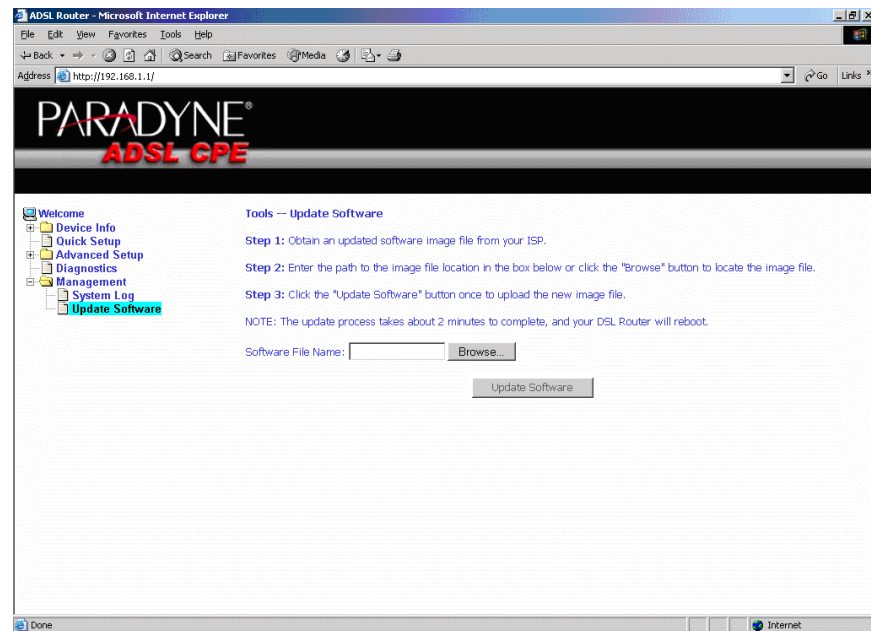 ADSL Router - Microsoft Internet Explorer
File Edit View Favorites Tools Help
Back Search Favorites Media
Address http://192.168.1.1/ Go Links »
PARADYNE®
ADSL CPE
Welcome
Device Info
Quick Setup
Advanced Setup
Diagnostics
Management
System Log
Update Software
Tools -- Update Software
Step 1: Obtain an updated software image file from your ISP.
Step 2: Enter the path to the image file location in the box below or click the "Browse" button to locate the image file.
Step 3: Click the "Update Software" button once to upload the new image file.
NOTE: The update process takes about 2 minutes to complete, and your DSL Router will reboot.
Software File Name: Browse...
Update Software
Done Internet